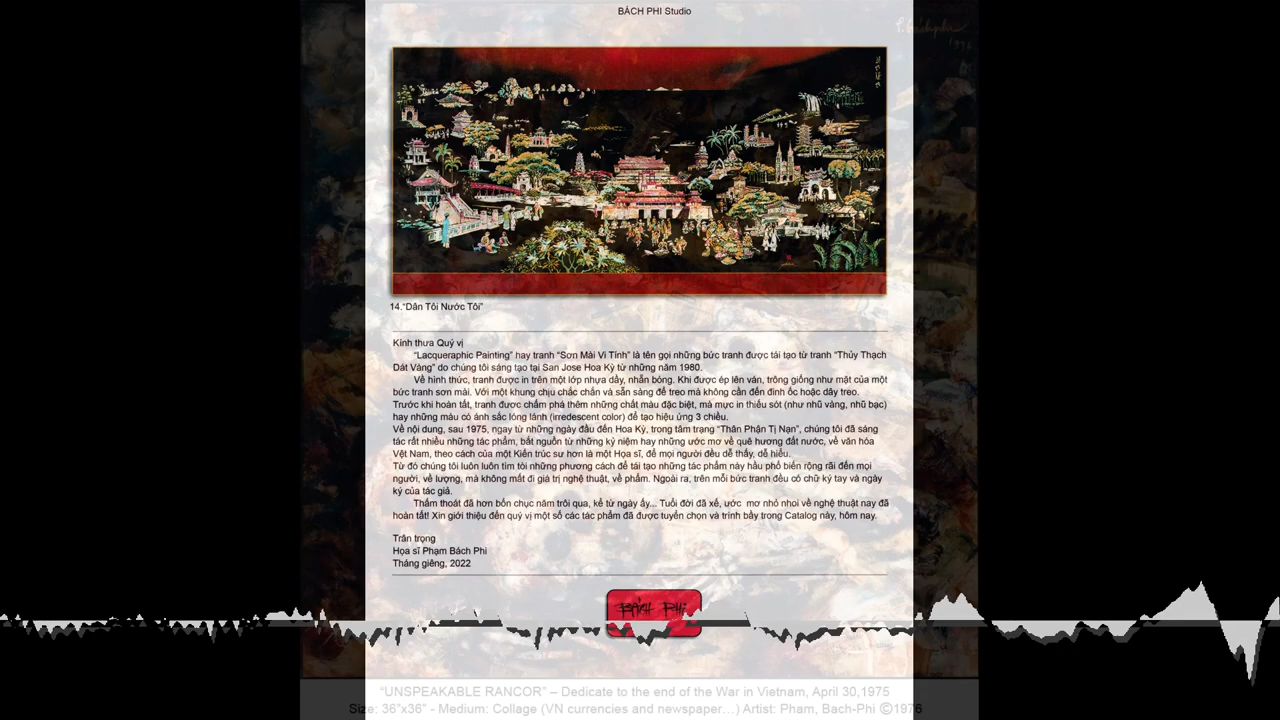 BÁCH PHI Studio
14."Dân Tôi Nước Tôi"
Kính thưa Quý vị
"Lacqueraphic Painting" hay tranh "Sơn Mài Vi Tính" là tên gọi những bức tranh được tái tạo từ tranh "Thủy Thạch
Dát Vàng" do chúng tôi sáng tạo tại San Jose Hoa Kỳ từ những năm 1980.
Về hình thức, tranh được in trên một lớp nhựa dầy, nhẵn bóng. Khi được ép lên ván, trông giống như mặt của một
bức tranh sơn mài. Với một khung chịu chắc chắn và sẵn sàng để treo mà không cần đến đinh ốc hoặc dây treo.
Trước khi hoàn tất, tranh được chấm phá thêm những chất màu đặc biệt, mà mực in thiếu sót (như nhũ vàng, nhũ bạc)
hay những màu có ánh sắc lóng lánh (irredescent color) để tạo hiệu ứng 3 chiều.
Về nội dung, sau 1975, ngay từ những ngày đầu đến Hoa Kỳ, trong tâm trạng "Thân Phận Tị Nạn", chúng tôi đã sáng
tác rất nhiều những tác phẩm, bắt nguồn từ những kỷ niệm hay những ước mơ về quê hương đất nước, về văn hóa
Vệt Nam, theo cách của một Kiến trúc sư hơn là một Họa sĩ, để mọi người đều dễ thấy, dễ hiểu.
Từ đó chúng tôi luôn luôn tìm tòi những phương cách để tái tạo những tác phẩm này hầu phổ biến rộng rãi đến mọi
người, về lượng, mà không mất đi giá trị nghệ thuật, về phẩm. Ngoài ra, trên mỗi bức tranh đều có chữ ký tay và ngày
ký của tác giả.
Thấm thoát đã hơn bốn chục năm trôi qua, kể từ ngày ấy... Tuổi đời đã xế, ước mơ nhỏ nhoi về nghệ thuật nay đã
hoàn tất! Xin giới thiệu đến quý vị một số các tác phẩm đã được tuyển chọn và trình bầy trong Catalog này, hôm nay.
Trân trọng
Họa sĩ Phạm Bách Phi
Tháng giêng, 2022
BÁCH PHI
"UNSPEAKABLE RANCOR" – Dedicate to the end of the War in Vietnam, April 30,1975
Size: 36"x36" - Medium: Collage (VN currencies and newspaper…) Artist: Pham, Bach-Phi ©1976